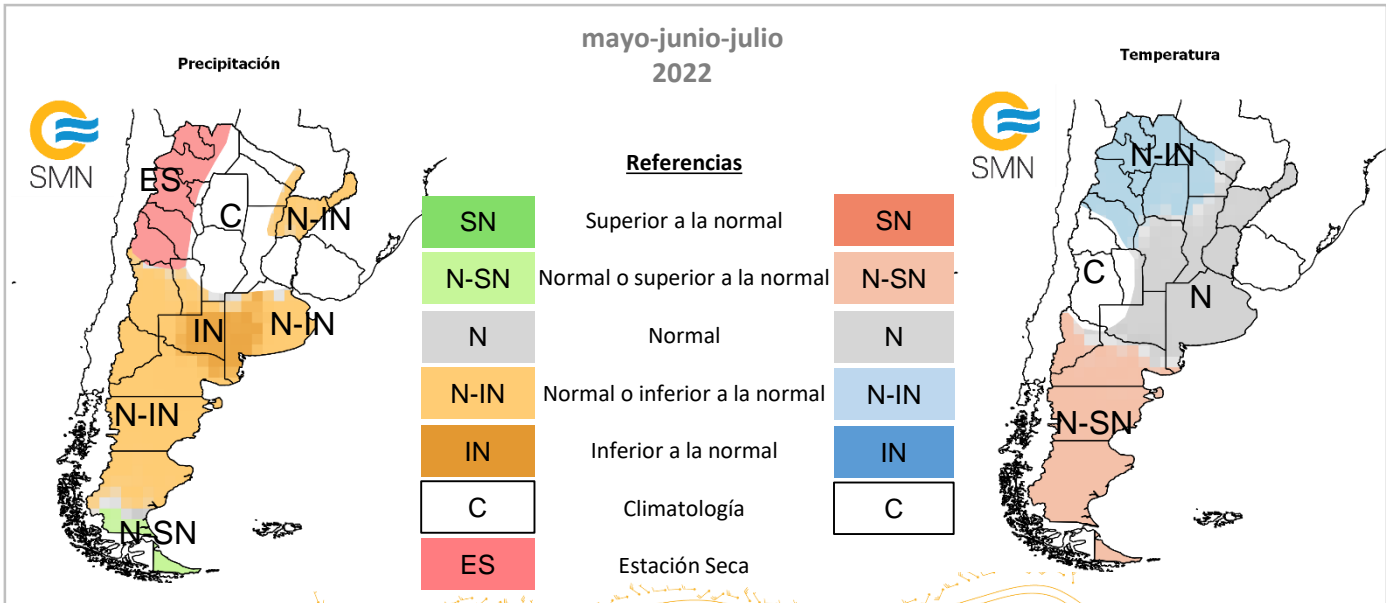 mayo-junio-julio
2022
Precipitación
SMN
ES
C
N-IN
IN
N-IN
N-IN
N-SN
Referencias
SN Superior a la normal SN
N-SN Normal o superior a la normal N-SN
N Normal N
N-IN Normal o inferior a la normal N-IN
IN Inferior a la normal IN
C Climatología C
ES Estación Seca
Temperatura
SMN
N-IN
C
N
N-SN